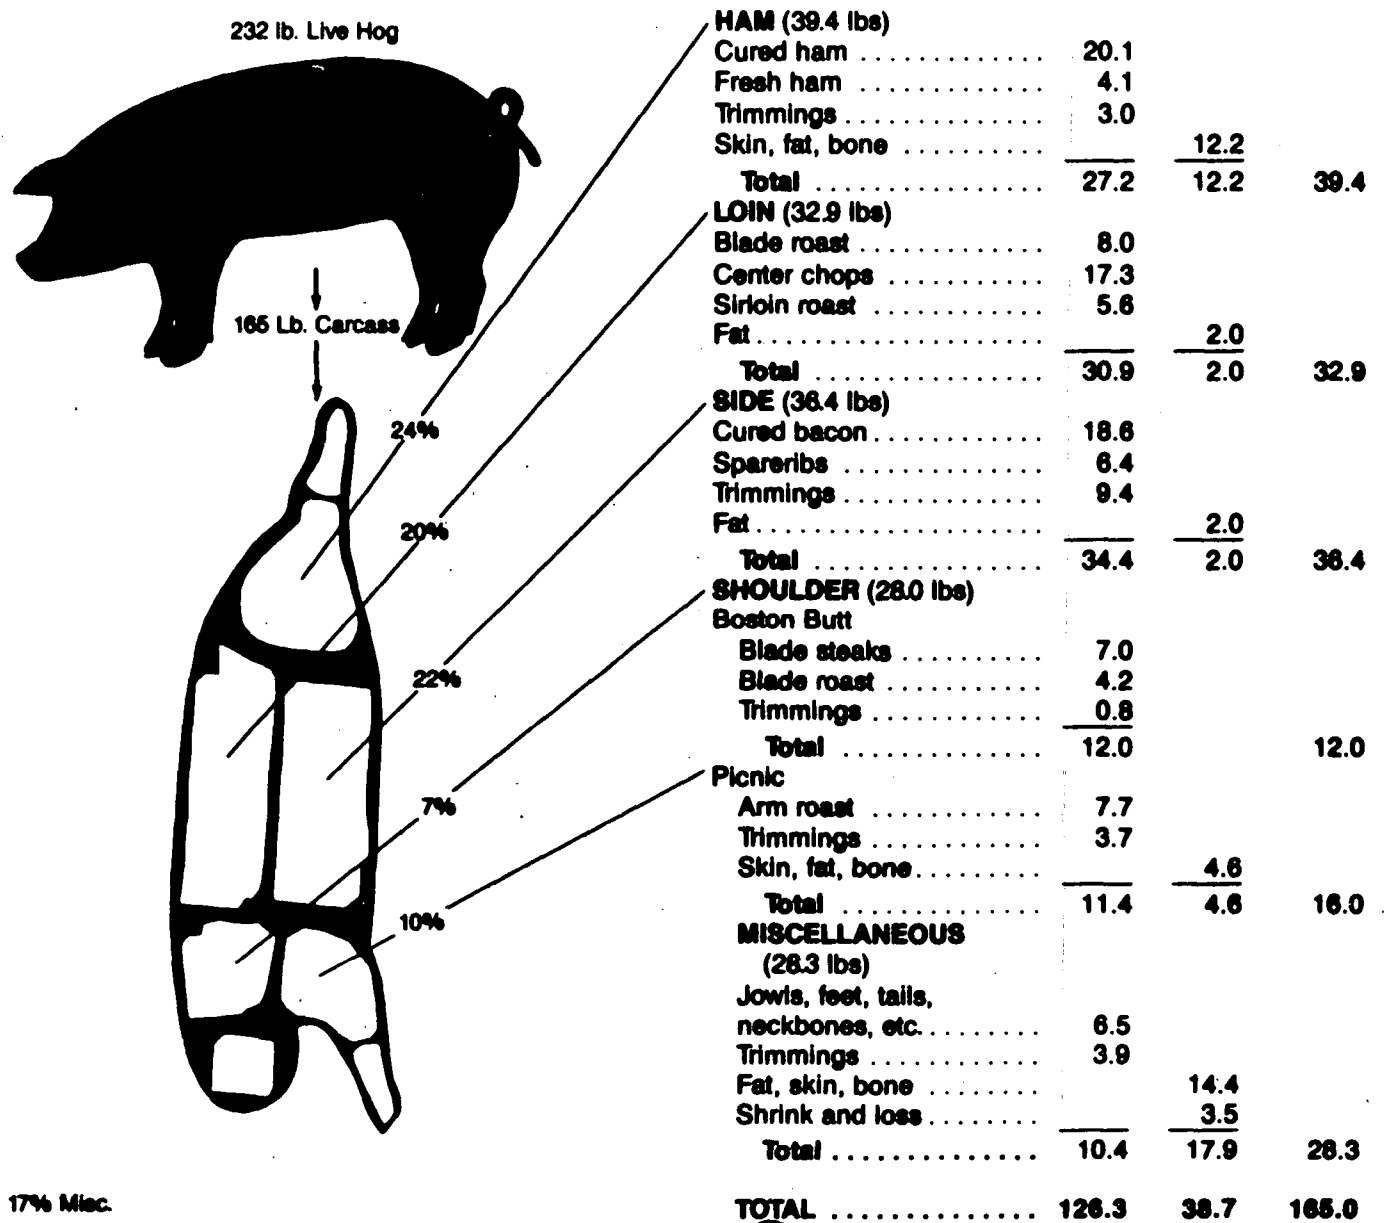 232 lb. Live Hog
165 Lb. Carcass
24%
20%
22%
7%
10%
17% Misc.
HAM (39.4 lbs)
Cured ham . . . . . . . . . . . . . 20.1
Fresh ham . . . . . . . . . . . . . 4.1
Trimmings . . . . . . . . . . . . . . 3.0
Skin, fat, bone . . . . . . . . . . 12.2
Total . . . . . . . . . . . . . . . . 27.2 12.2 39.4
LOIN (32.9 lbs)
Blade roast . . . . . . . . . . . . . 8.0
Center chops . . . . . . . . . . . 17.3
Sirloin roast . . . . . . . . . . . . . 5.6
Fat . . . . . . . . . . . . . . . . . . . . 2.0
Total . . . . . . . . . . . . . . . . 30.9 2.0 32.9
SIDE (36.4 lbs)
Cured bacon . . . . . . . . . . . . 18.6
Spareribs . . . . . . . . . . . . . . 6.4
Trimmings . . . . . . . . . . . . . . 9.4
Fat . . . . . . . . . . . . . . . . . . . . 2.0
Total . . . . . . . . . . . . . . . . 34.4 2.0 36.4
SHOULDER (28.0 lbs)
Boston Butt
Blade steaks . . . . . . . . . . 7.0
Blade roast . . . . . . . . . . . 4.2
Trimmings . . . . . . . . . . . . 0.8
Total . . . . . . . . . . . . . . 12.0 12.0
Picnic
Arm roast . . . . . . . . . . . . 7.7
Trimmings . . . . . . . . . . . . 3.7
Skin, fat, bone . . . . . . . . . 4.6
Total . . . . . . . . . . . . . . 11.4 4.6 16.0
MISCELLANEOUS
(28.3 lbs)
Jowls, feet, tails,
neckbones, etc. . . . . . . . . 6.5
Trimmings . . . . . . . . . . . . 3.9
Fat, skin, bone . . . . . . . . 14.4
Shrink and loss . . . . . . . . 3.5
Total . . . . . . . . . . . . . . . 10.4 17.9 28.3
TOTAL . . . . . . . . . . . . . . . 126.3 38.7 165.0